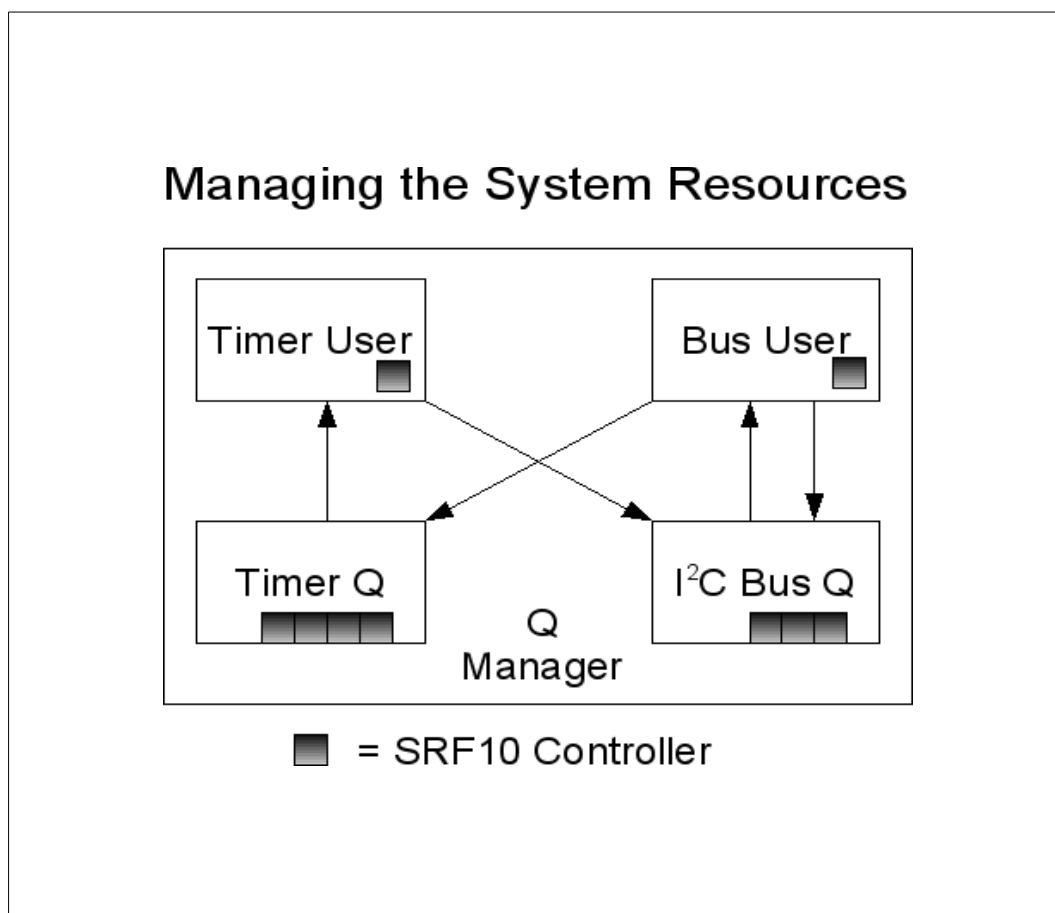 Managing the System Resources
Timer User
Bus User
Timer Q
I²C Bus Q
Q
Manager
= SRF10 Controller